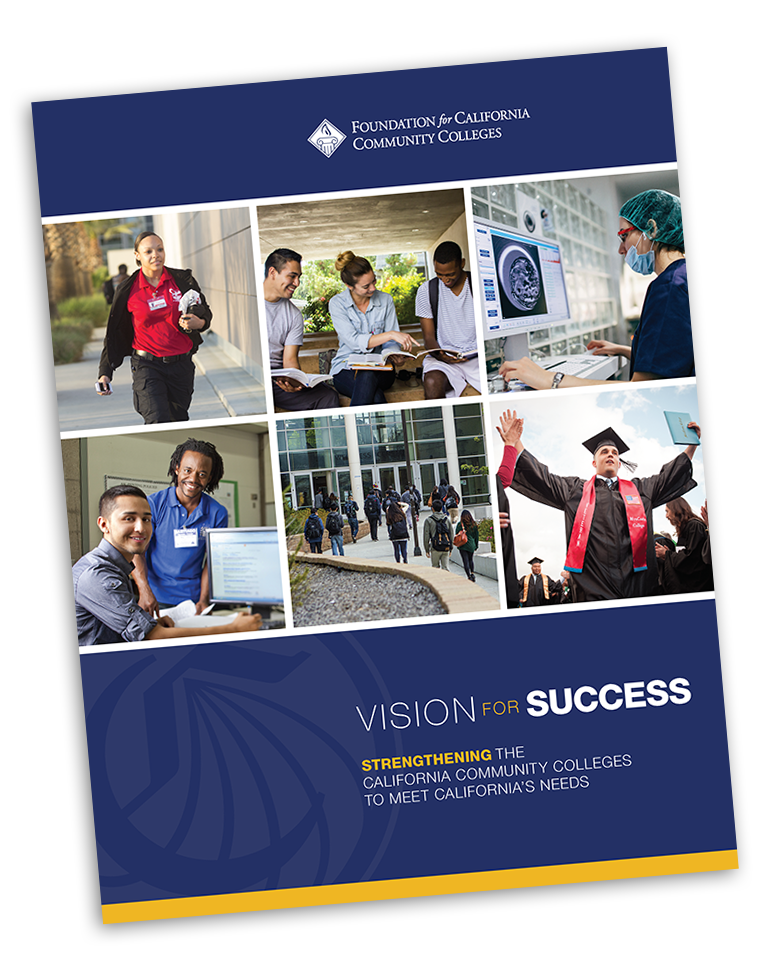 FOUNDATION for CALIFORNIA
COMMUNITY COLLEGES
VISION FOR SUCCESS
STRENGTHENING THE
CALIFORNIA COMMUNITY COLLEGES
TO MEET CALIFORNIA'S NEEDS